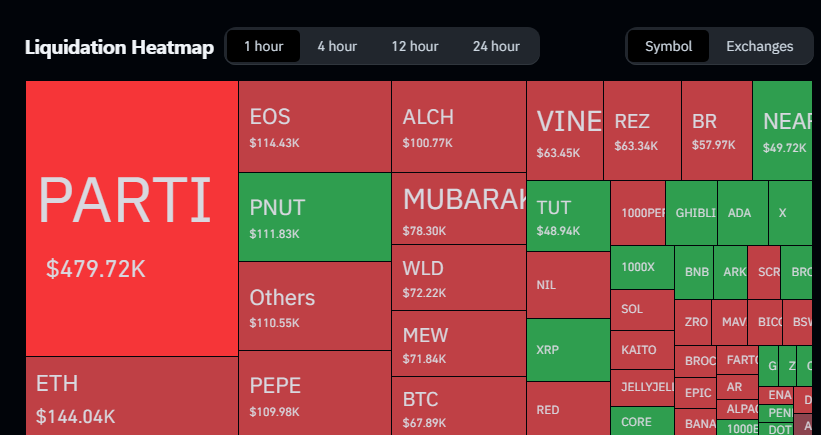 Liquidation Heatmap
1 hour
4 hour
12 hour
24 hour
Symbol
Exchanges
PARTI
$479.72K
ETH
$144.04K
EOS
$114.43K
PNUT
$111.83K
Others
$110.55K
PEPE
$109.98K
ALCH
$100.77K
MUBARAK
$78.30K
WLD
$72.22K
MEW
$71.84K
BTC
$67.89K
VINE
$63.45K
REZ
$63.34K
BR
$57.97K
NEAR
$49.72K
TUT
$48.94K
NIL
XRP
RED
1000PEP
GHIBLI
ADA
X
1000X
SOL
KAITO
JELLYJELL
CORE
BNB
ARK
SCR
BRO
ZRO
MAV
BICO
BSW
BROC
FARTC
G
Z
EPIC
AR
ENA
D
ALPAC
PEN
BANA
1000B
DOT
A